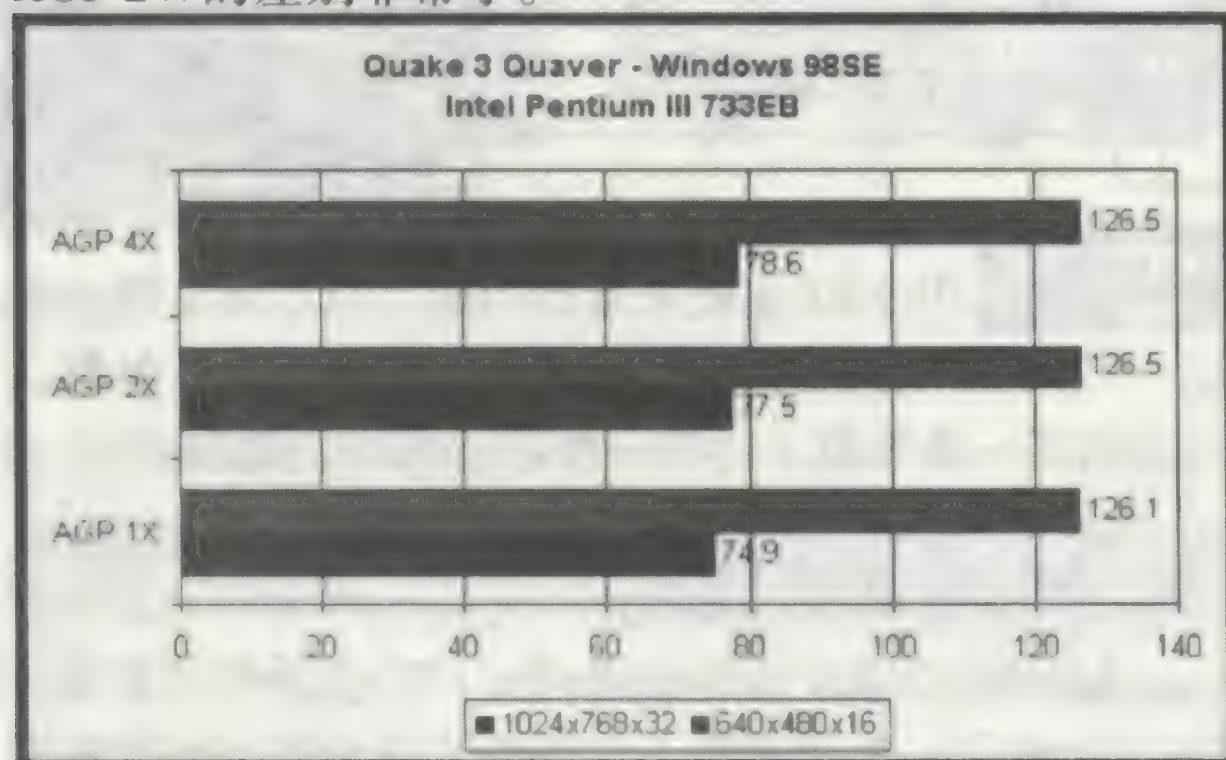 Quake 3 Quaver - Windows 98SE
Intel Pentium III 733EB
AGP 4X
126.5
78.6
AGP 2X
126.5
77.5
AGP 1X
126.1
74.9
0 20 40 60 80 100 120 140
1024x768x32 640x480x16